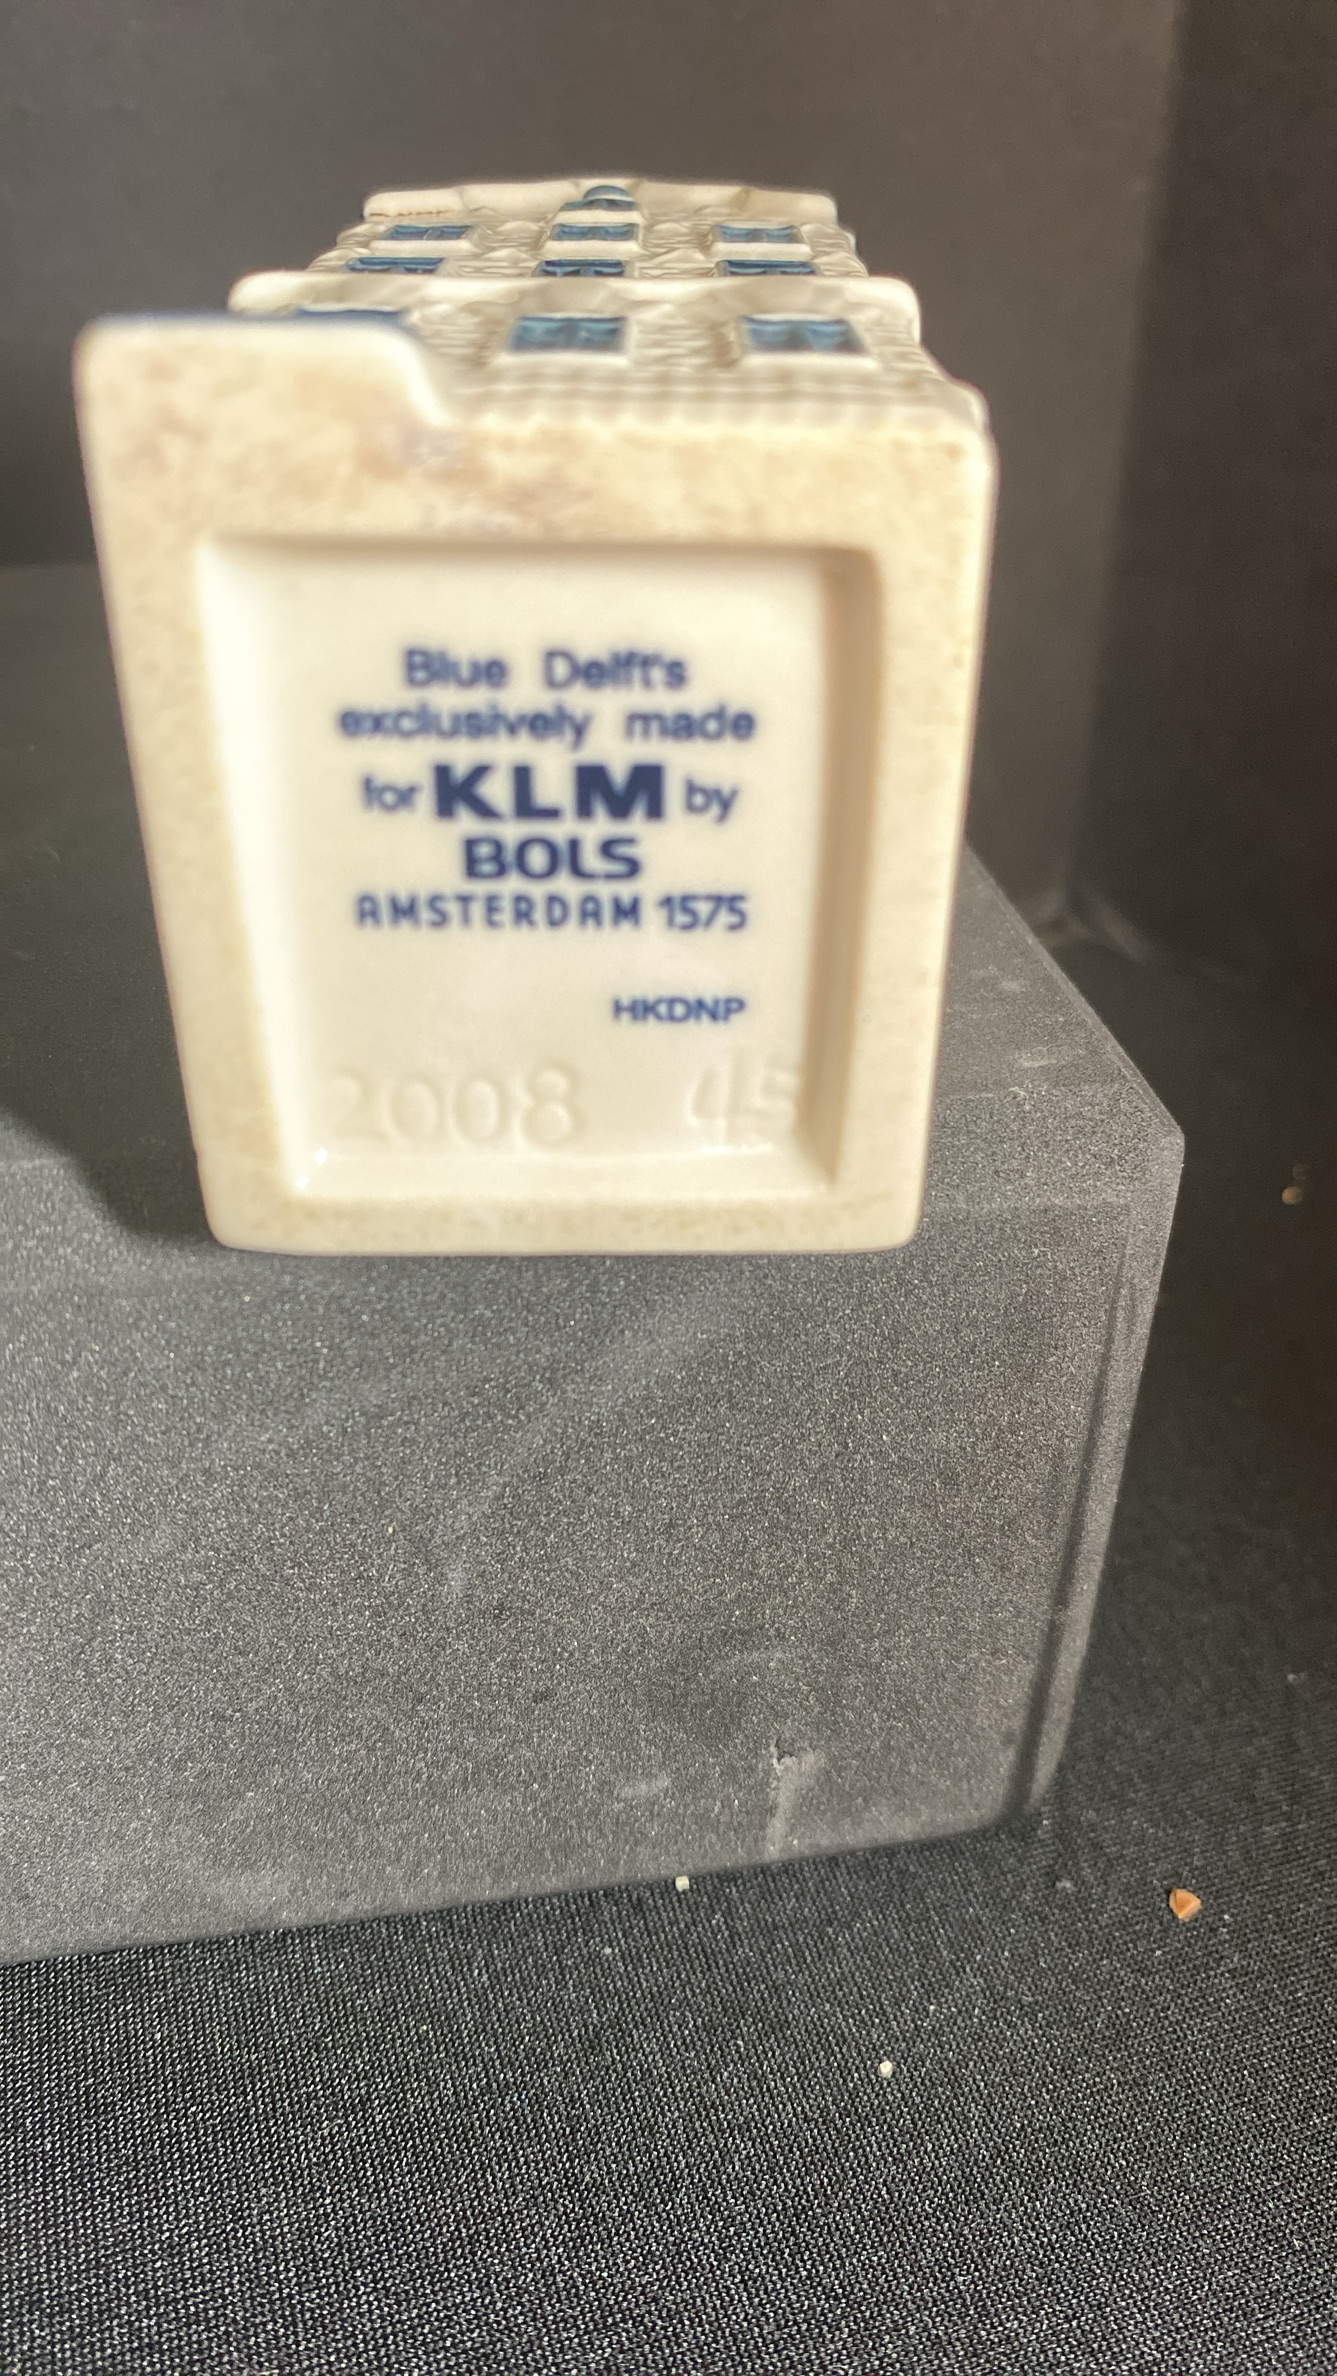 Blue Delft's
exclusively made
for KLM by
BOLS
AMSTERDAM 1575
HKDNP
2008 45